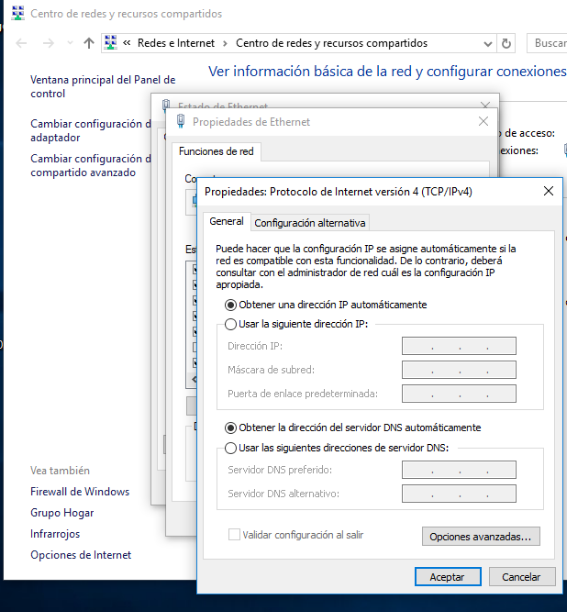 Centro de redes y recursos compartidos
« Redes e Internet › Centro de redes y recursos compartidos
Buscar
Ventana principal del Panel de
control
Cambiar configuración d
adaptador
Cambiar configuración d
compartido avanzado
Vea también
Firewall de Windows
Grupo Hogar
Infrarrojos
Opciones de Internet
Ver información básica de la red y configurar conexiones
de acceso:
exiones:
Estado de Ethernet
Propiedades de Ethernet
Funciones de red
Co
Es
Propiedades: Protocolo de Internet versión 4 (TCP/IPv4)
General Configuración alternativa
Puede hacer que la configuración IP se asigne automáticamente si la
red es compatible con esta funcionalidad. De lo contrario, deberá
consultar con el administrador de red cuál es la configuración IP
apropiada.
Obtener una dirección IP automáticamente
Usar la siguiente dirección IP:
Dirección IP:
Máscara de subred:
Puerta de enlace predeterminada:
Obtener la dirección del servidor DNS automáticamente
Usar las siguientes direcciones de servidor DNS:
Servidor DNS preferido:
Servidor DNS alternativo:
Validar configuración al salir
Opciones avanzadas...
Aceptar Cancelar